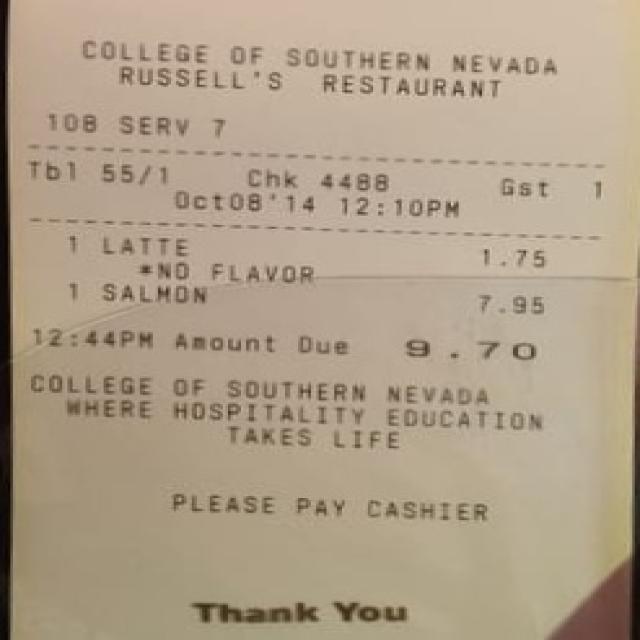 COLLEGE OF SOUTHERN NEVADA
RUSSELL'S RESTAURANT
108 SERV 7
Tbl 55/1 Chk 4488 Gst 1
Oct08'14 12:10PM
1 LATTE 1.75
*NO FLAVOR
1 SALMON 7.95
12:44PM Amount Due 9.70
COLLEGE OF SOUTHERN NEVADA
WHERE HOSPITALITY EDUCATION
TAKES LIFE
PLEASE PAY CASHIER
Thank You